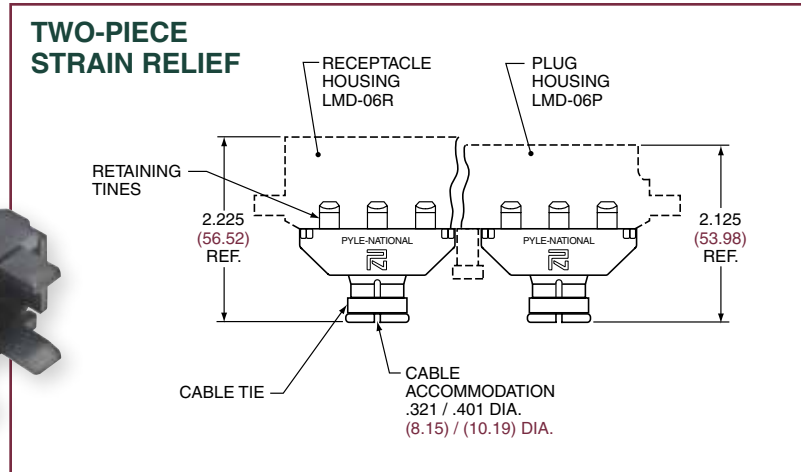 TWO-PIECE
STRAIN RELIEF
RECEPTACLE
HOUSING
LMD-06R
PLUG
HOUSING
LMD-06P
RETAINING
TINES
2.225
(56.52)
REF.
2.125
(53.98)
REF.
PYLE-NATIONAL
PYLE-NATIONAL
CABLE TIE
CABLE
ACCOMMODATION
.321 / .401 DIA.
(8.15) / (10.19) DIA.